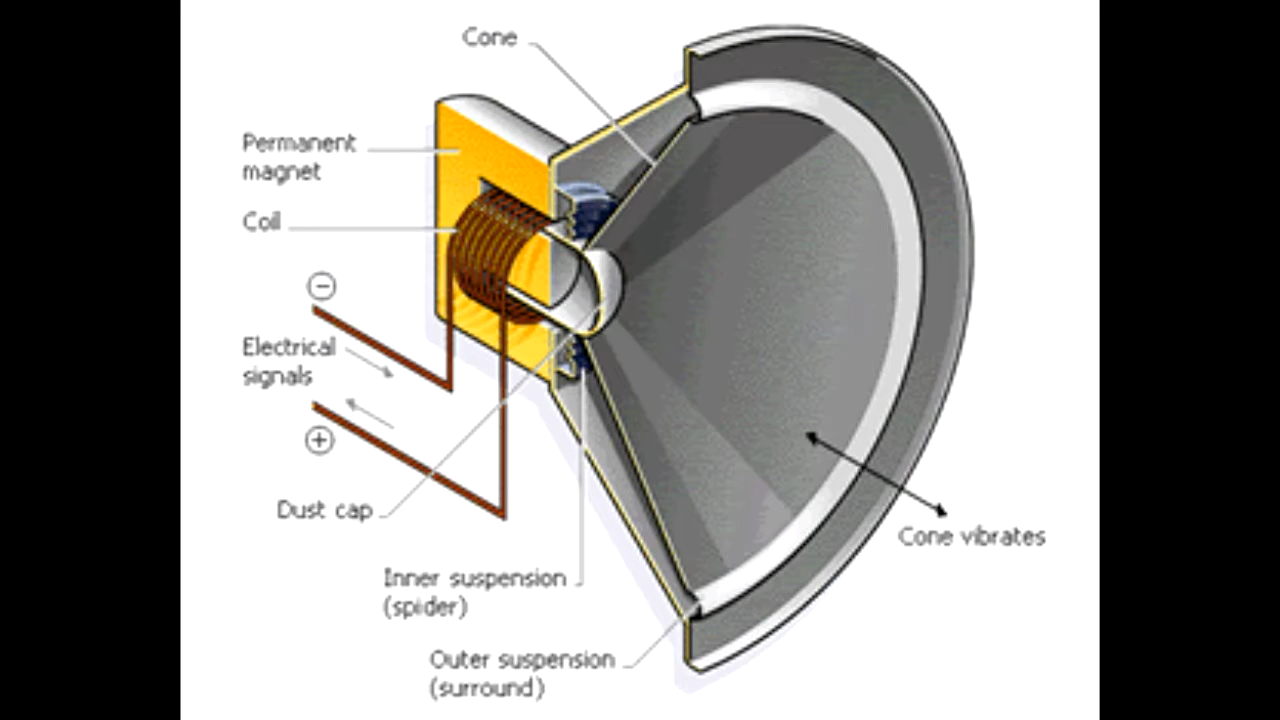 Cone
Permanent
magnet
Coil
−
Electrical
signals
+
Dust cap
Cone vibrates
Inner suspension
(spider)
Outer suspension
(surround)